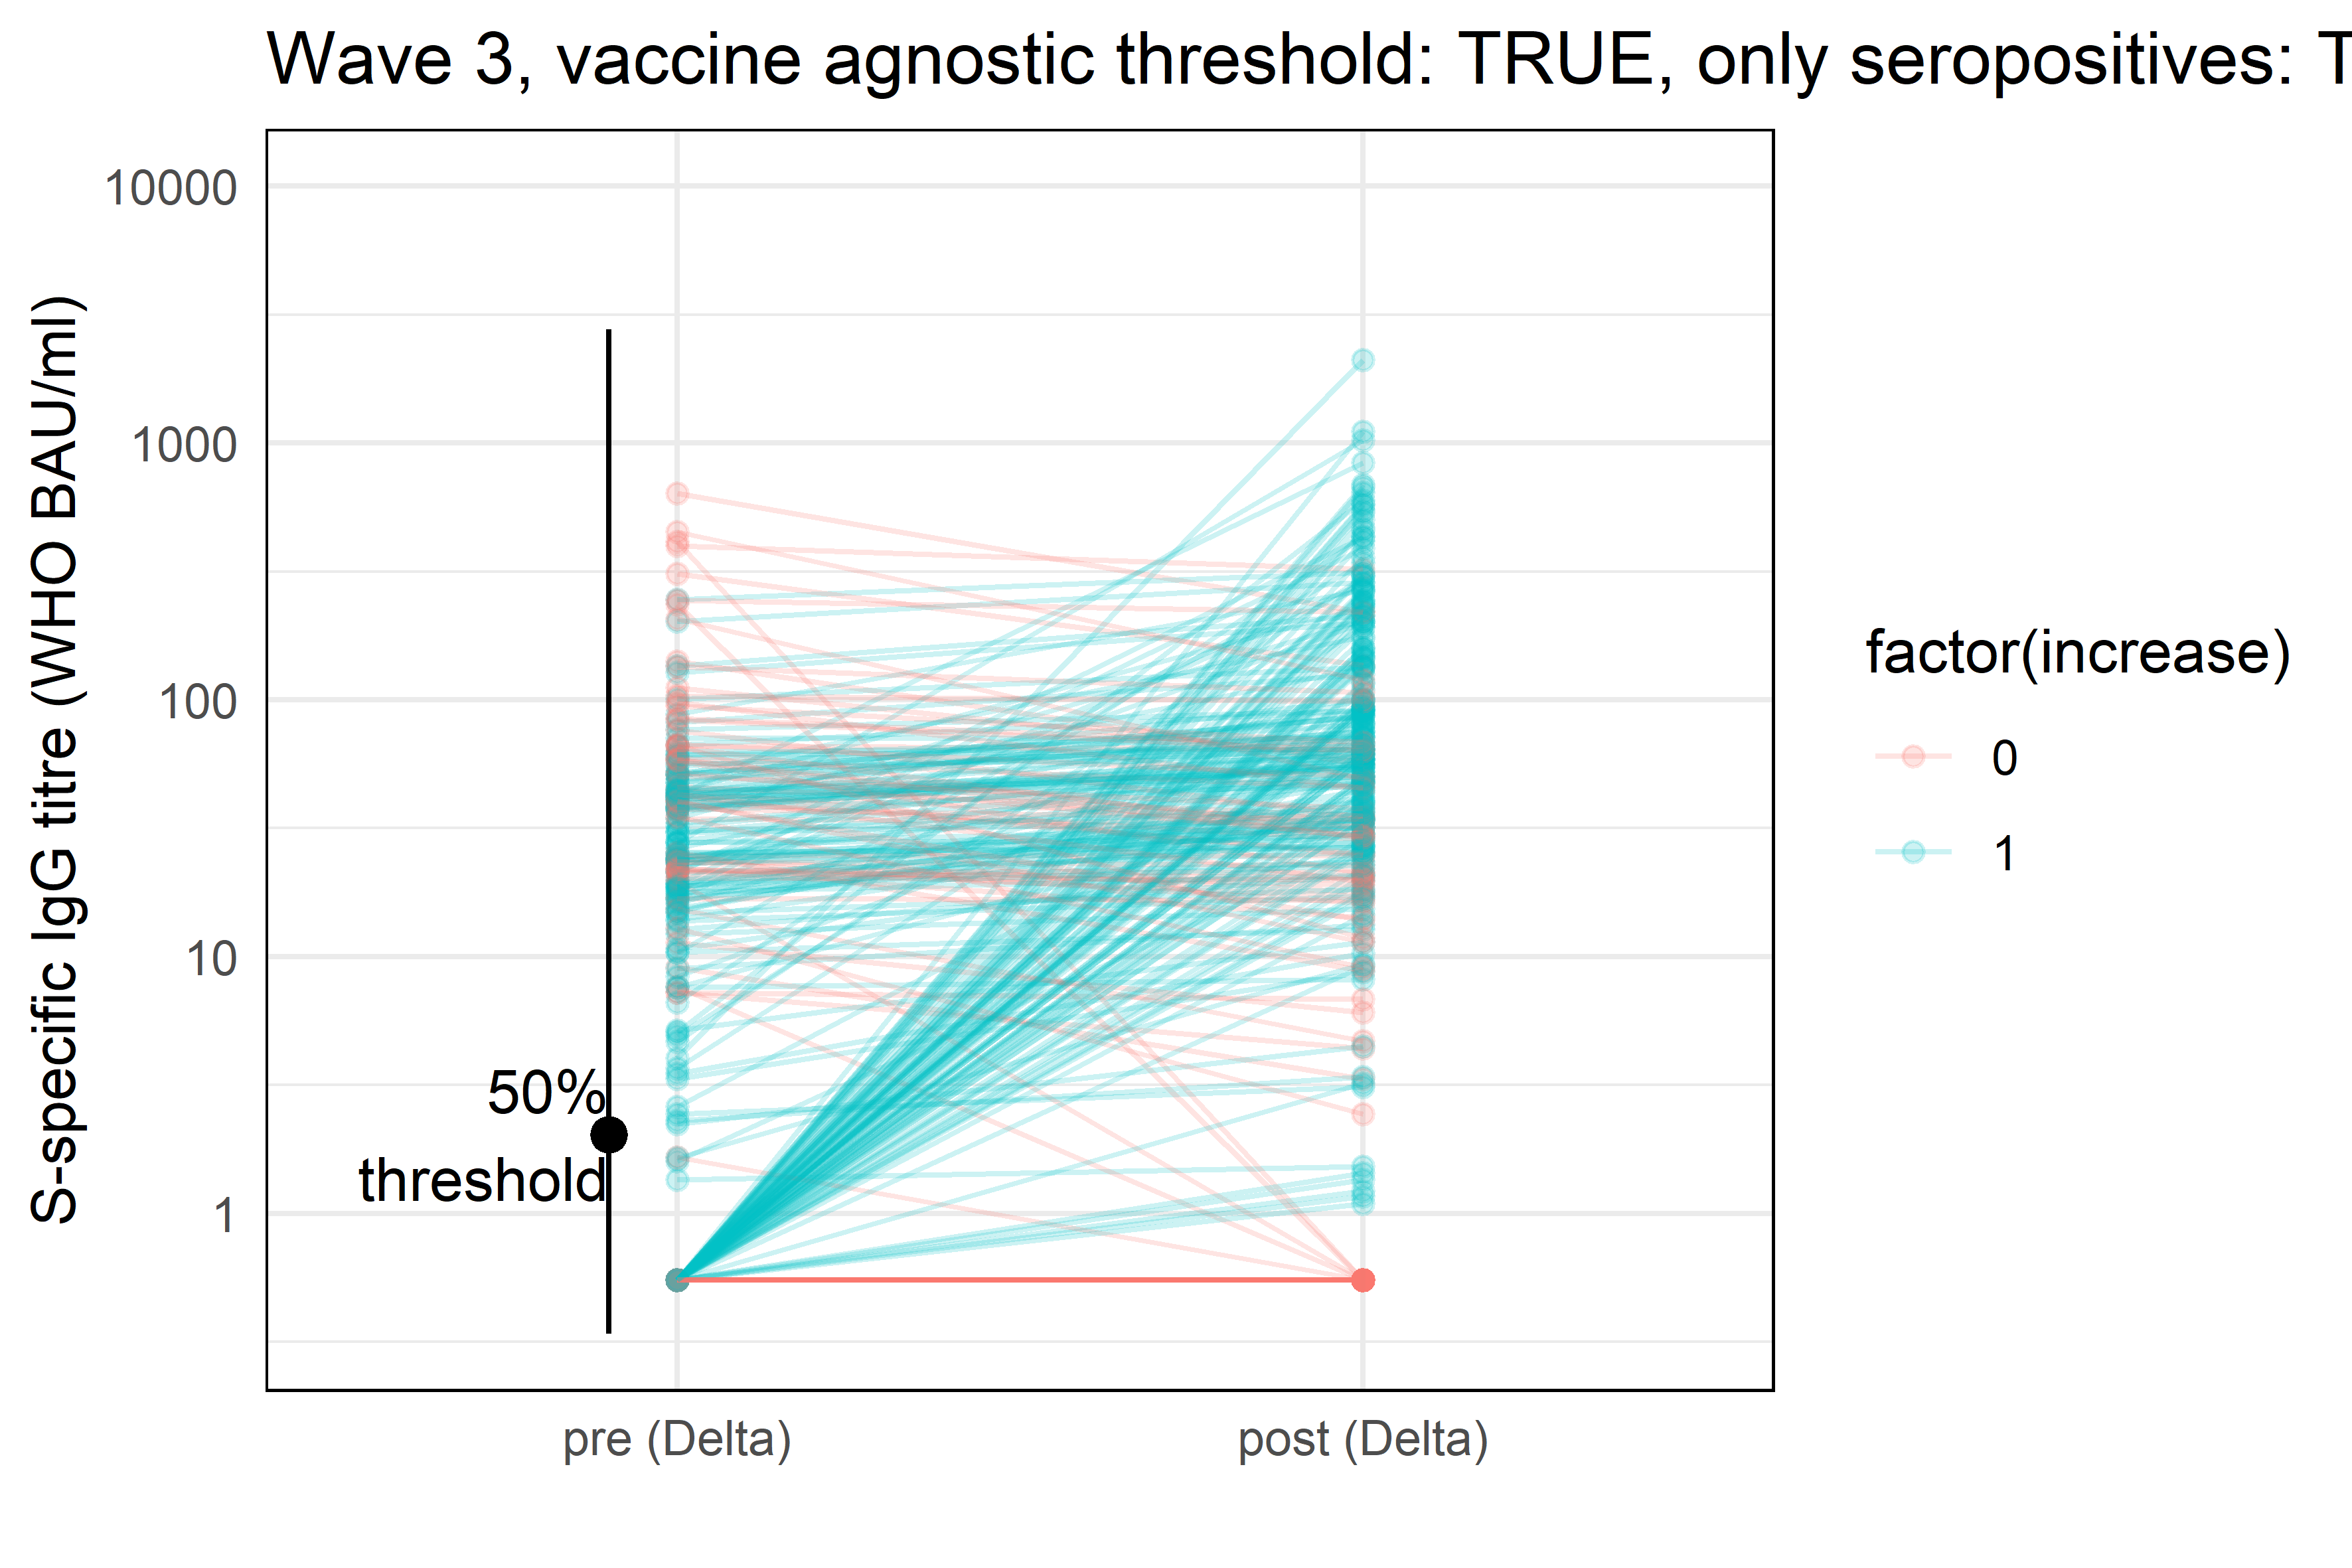 Wave 3, vaccine agnostic threshold: TRUE, only seropositives: T
S-specific IgG titre (WHO BAU/ml)
10000
1000
100
10
1
50%
threshold
pre (Delta)
post (Delta)
factor(increase)
0
1